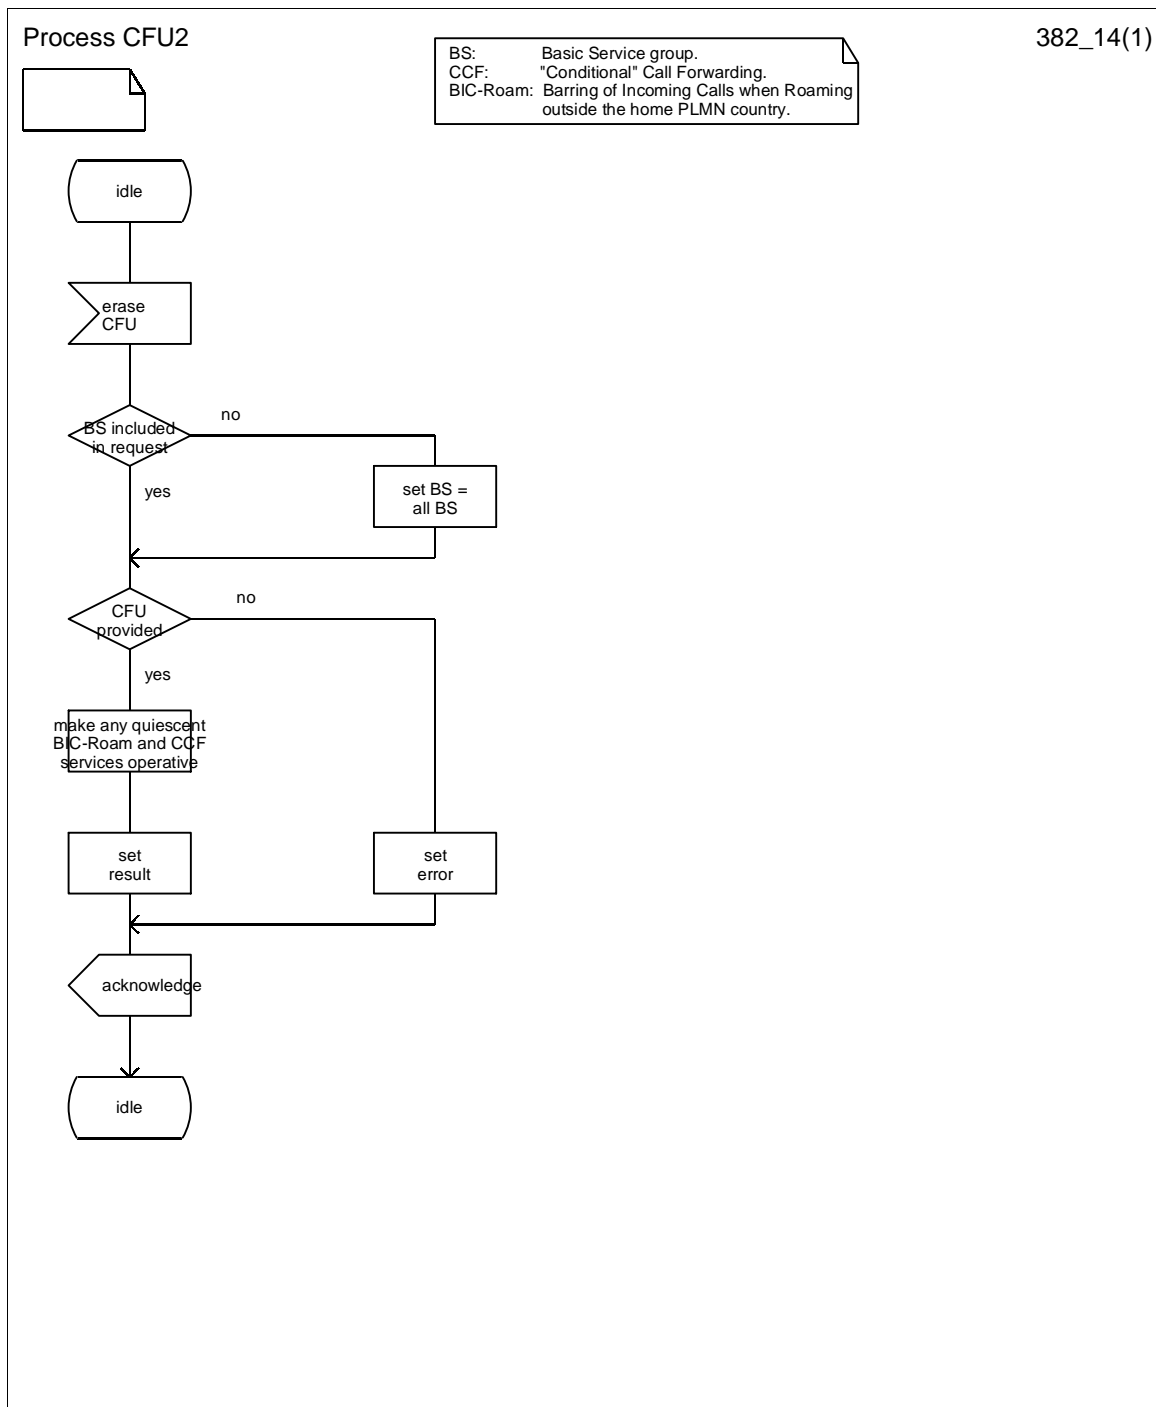 Process CFU2
382_14(1)
BS: Basic Service group.
CCF: "Conditional" Call Forwarding.
BIC-Roam: Barring of Incoming Calls when Roaming
outside the home PLMN country.
idle
erase
CFU
BS included
in request
no
yes
set BS =
all BS
CFU
provided
no
yes
make any quiescent
BIC-Roam and CCF
services operative
set
result
set
error
acknowledge
idle